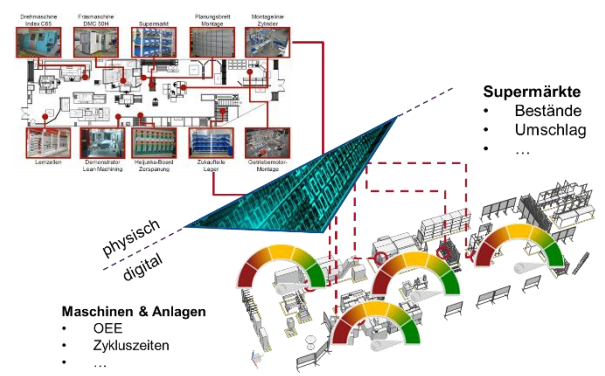 Drehmaschine
Index C65
Fräsmaschine
DMC 50H
Supermarkt
Planungsbrett
Montage
Montagelinie
Zylinder
Lernzellen
Demonstrator
Lean Machining
Heijunka-Board
Zerspanung
Zukaufteile
Lager
Getriebemotor-
Montage
Supermärkte
• Bestände
• Umschlag
• …
physisch
digital
Maschinen & Anlagen
• OEE
• Zykluszeiten
• …